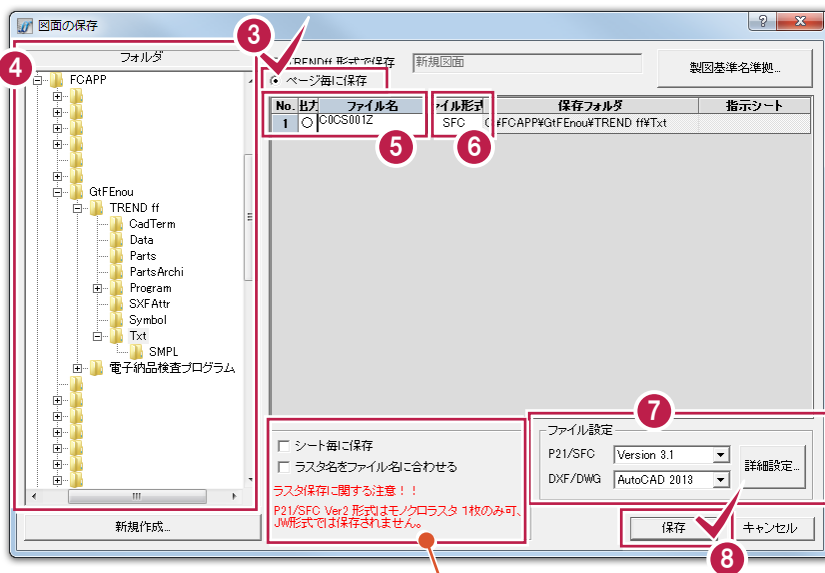 図面の保存
?
x
3
4
フォルダ
TRENDff 形式で保存
新規図面
製図基準名準拠...
ページ毎に保存
No. 出力 ファイル名 ファイル形式 保存フォルダ 指示シート
1 C0CS001Z SFC C:¥FCAPP¥GtFEnou¥TREND ff¥Txt
5
6
FCAPP
GtFEnou
TREND ff
CadTerm
Data
Parts
PartsArchi
Program
SXFAttr
Symbol
Txt
SMPL
電子納品検査プログラム
新規作成...
シート毎に保存
ラスタ名をファイル名に合わせる
ラスタ保存に関する注意!!
P21/SFC Ver2 形式はモノクロラスタ 1枚のみ可、
JW形式では保存されません。
7
ファイル設定
P21/SFC Version 3.1
DXF/DWG AutoCAD 2013
詳細設定...
保存
キャンセル
8